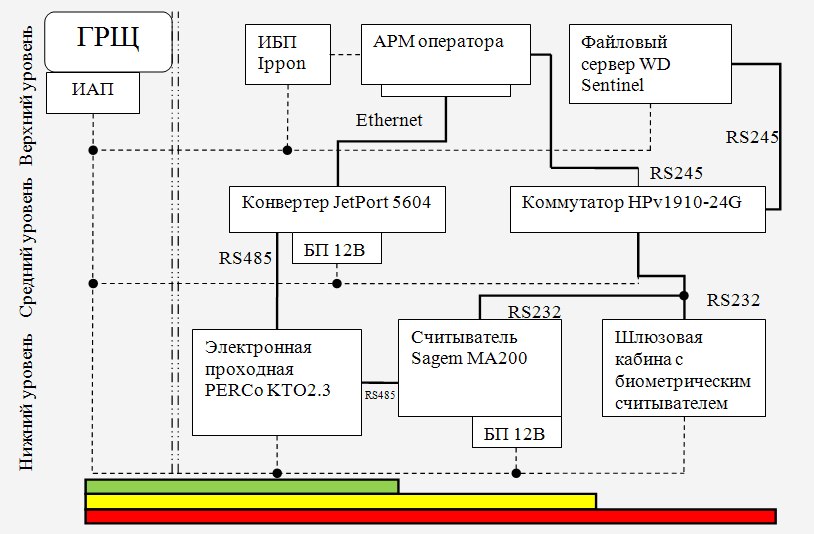 ГРЩ
ИАП
Верхний уровень
Средний уровень
Нижний уровень
ИБП
Ippon
АРМ оператора
Файловый
сервер WD
Sentinel
Ethernet
RS245
RS245
Конвертер JetPort 5604
Коммутатор HPv1910-24G
RS485
БП 12В
RS232
RS232
Электронная
проходная
PERCo KTO2.3
RS485
Считыватель
Sagem MA200
БП 12В
Шлюзовая
кабина с
биометрическим
считывателем